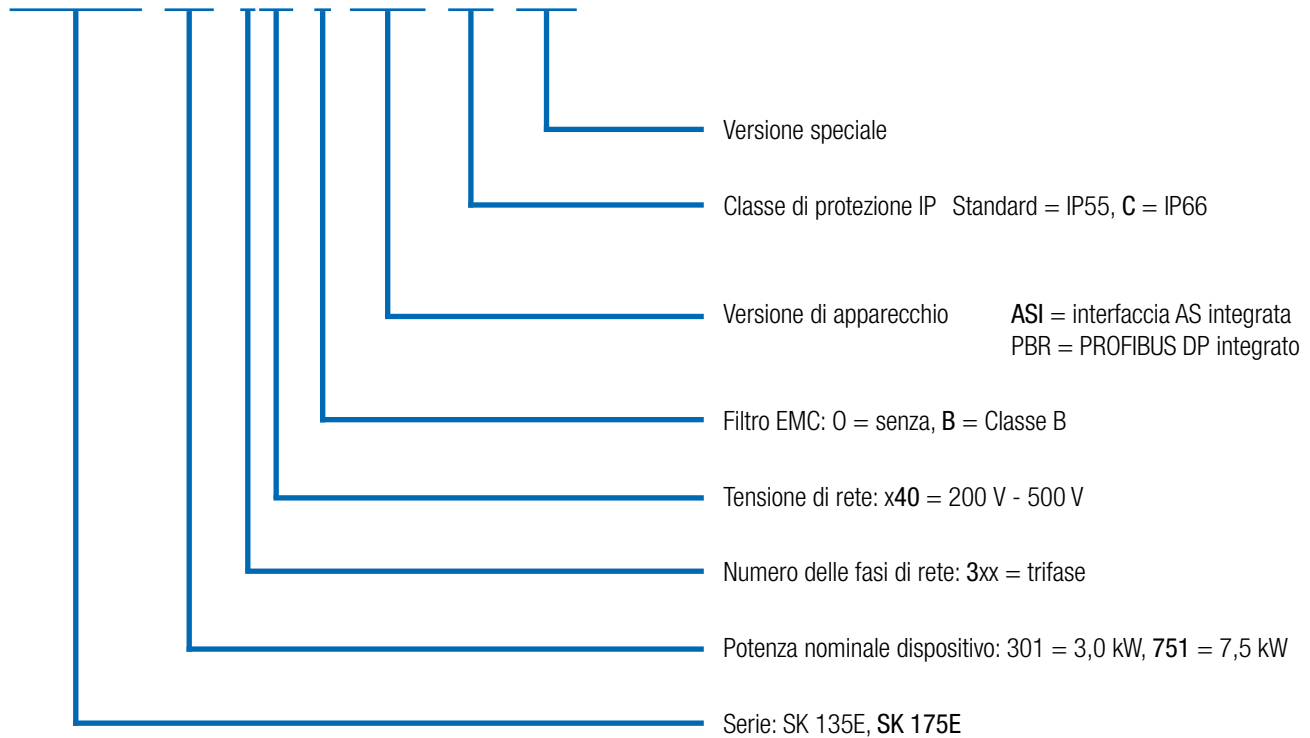 Versione speciale
Classe di protezione IP Standard = IP55, C = IP66
Versione di apparecchio ASI = interfaccia AS integrata
PBR = PROFIBUS DP integrato
Filtro EMC: O = senza, B = Classe B
Tensione di rete: x40 = 200 V - 500 V
Numero delle fasi di rete: 3xx = trifase
Potenza nominale dispositivo: 301 = 3,0 kW, 751 = 7,5 kW
Serie: SK 135E, SK 175E